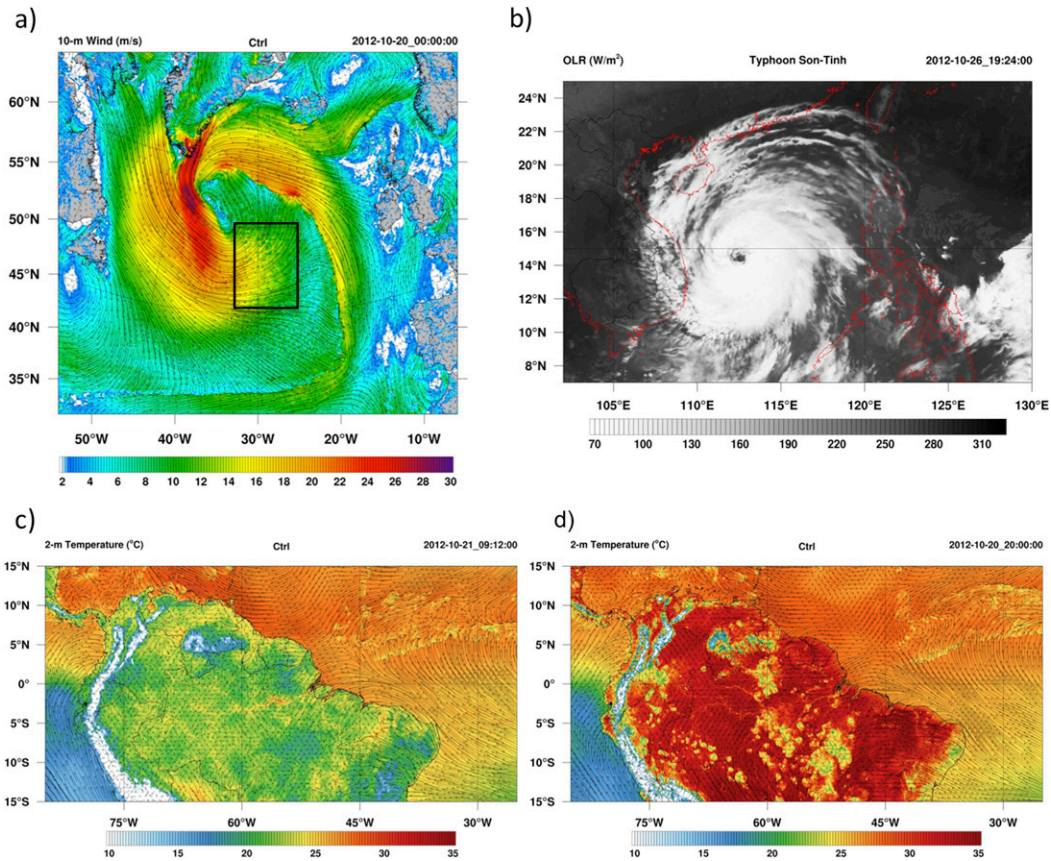 a)
10-m Wind (m/s) Ctrl 2012-10-20_00:00:00
60°N
55°N
50°N
45°N
40°N
35°N
50°W 40°W 30°W 20°W 10°W
2 4 6 8 10 12 14 16 18 20 22 24 26 28 30
b)
OLR (W/m²) Typhoon Son-Tinh 2012-10-26_19:24:00
24°N
22°N
20°N
18°N
16°N
14°N
12°N
10°N
8°N
105°E 110°E 115°E 120°E 125°E 130°E
70 100 130 160 190 220 250 280 310
c)
2-m Temperature (°C) Ctrl 2012-10-21_09:12:00
15°N
10°N
5°N
0°
5°S
10°S
15°S
75°W 60°W 45°W 30°W
10 15 20 25 30 35
d)
2-m Temperature (°C) Ctrl 2012-10-20_20:00:00
15°N
10°N
5°N
0°
5°S
10°S
15°S
75°W 60°W 45°W 30°W
10 15 20 25 30 35